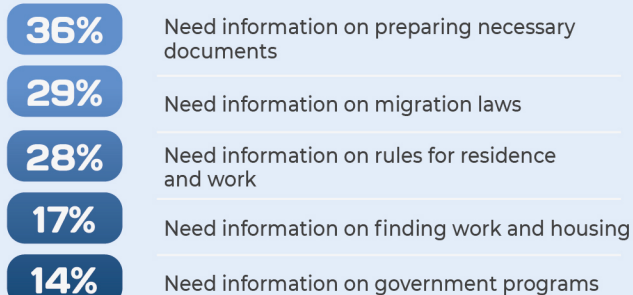 36%
Need information on preparing necessary
documents
29%
Need information on migration laws
28%
Need information on rules for residence
and work
17%
Need information on finding work and housing
14%
Need information on government programs